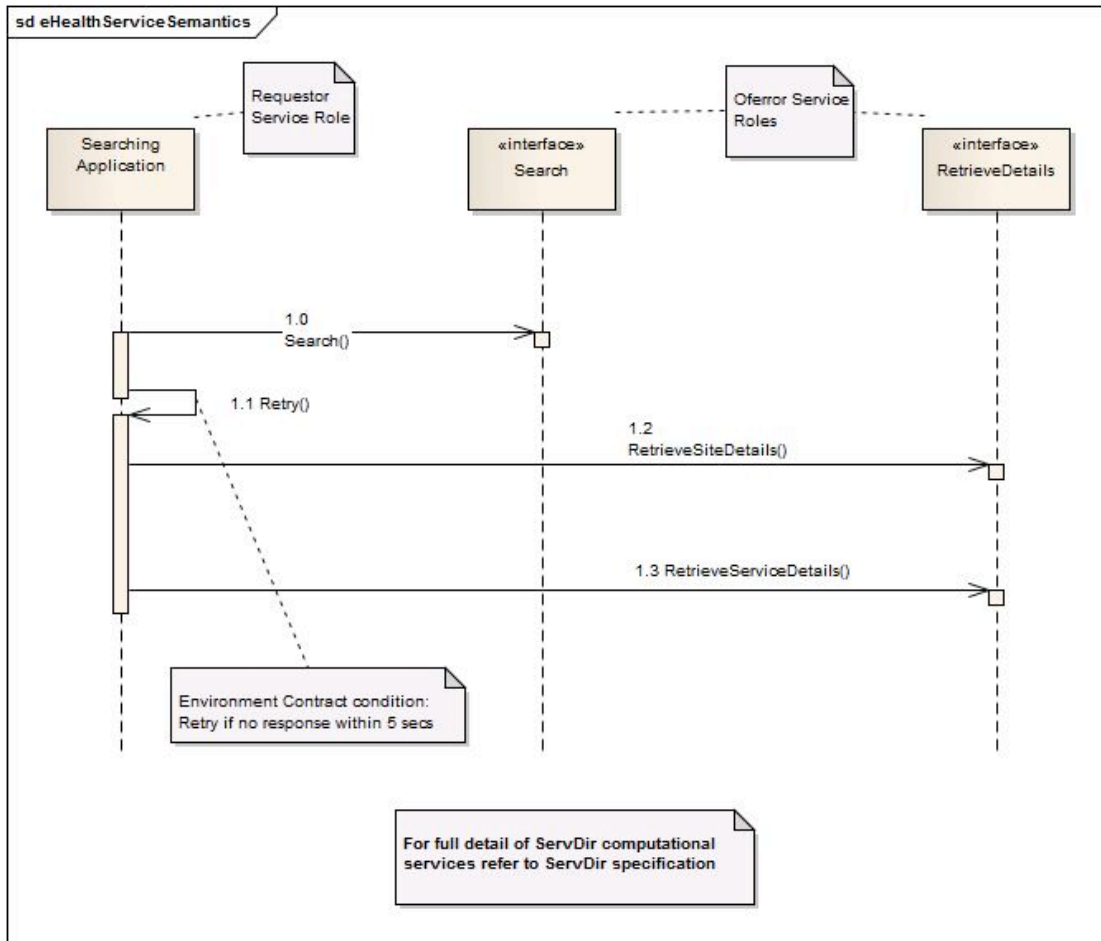 sd eHealthServiceSemantics
Requestor
Service Role
Oferror Service
Roles
Searching
Application
«interface»
Search
«interface»
RetrieveDetails
1.0
Search()
1.1 Retry()
1.2
RetrieveSiteDetails()
1.3 RetrieveServiceDetails()
Environment Contract condition:
Retry if no response within 5 secs
For full detail of ServDir computational
services refer to ServDir specification